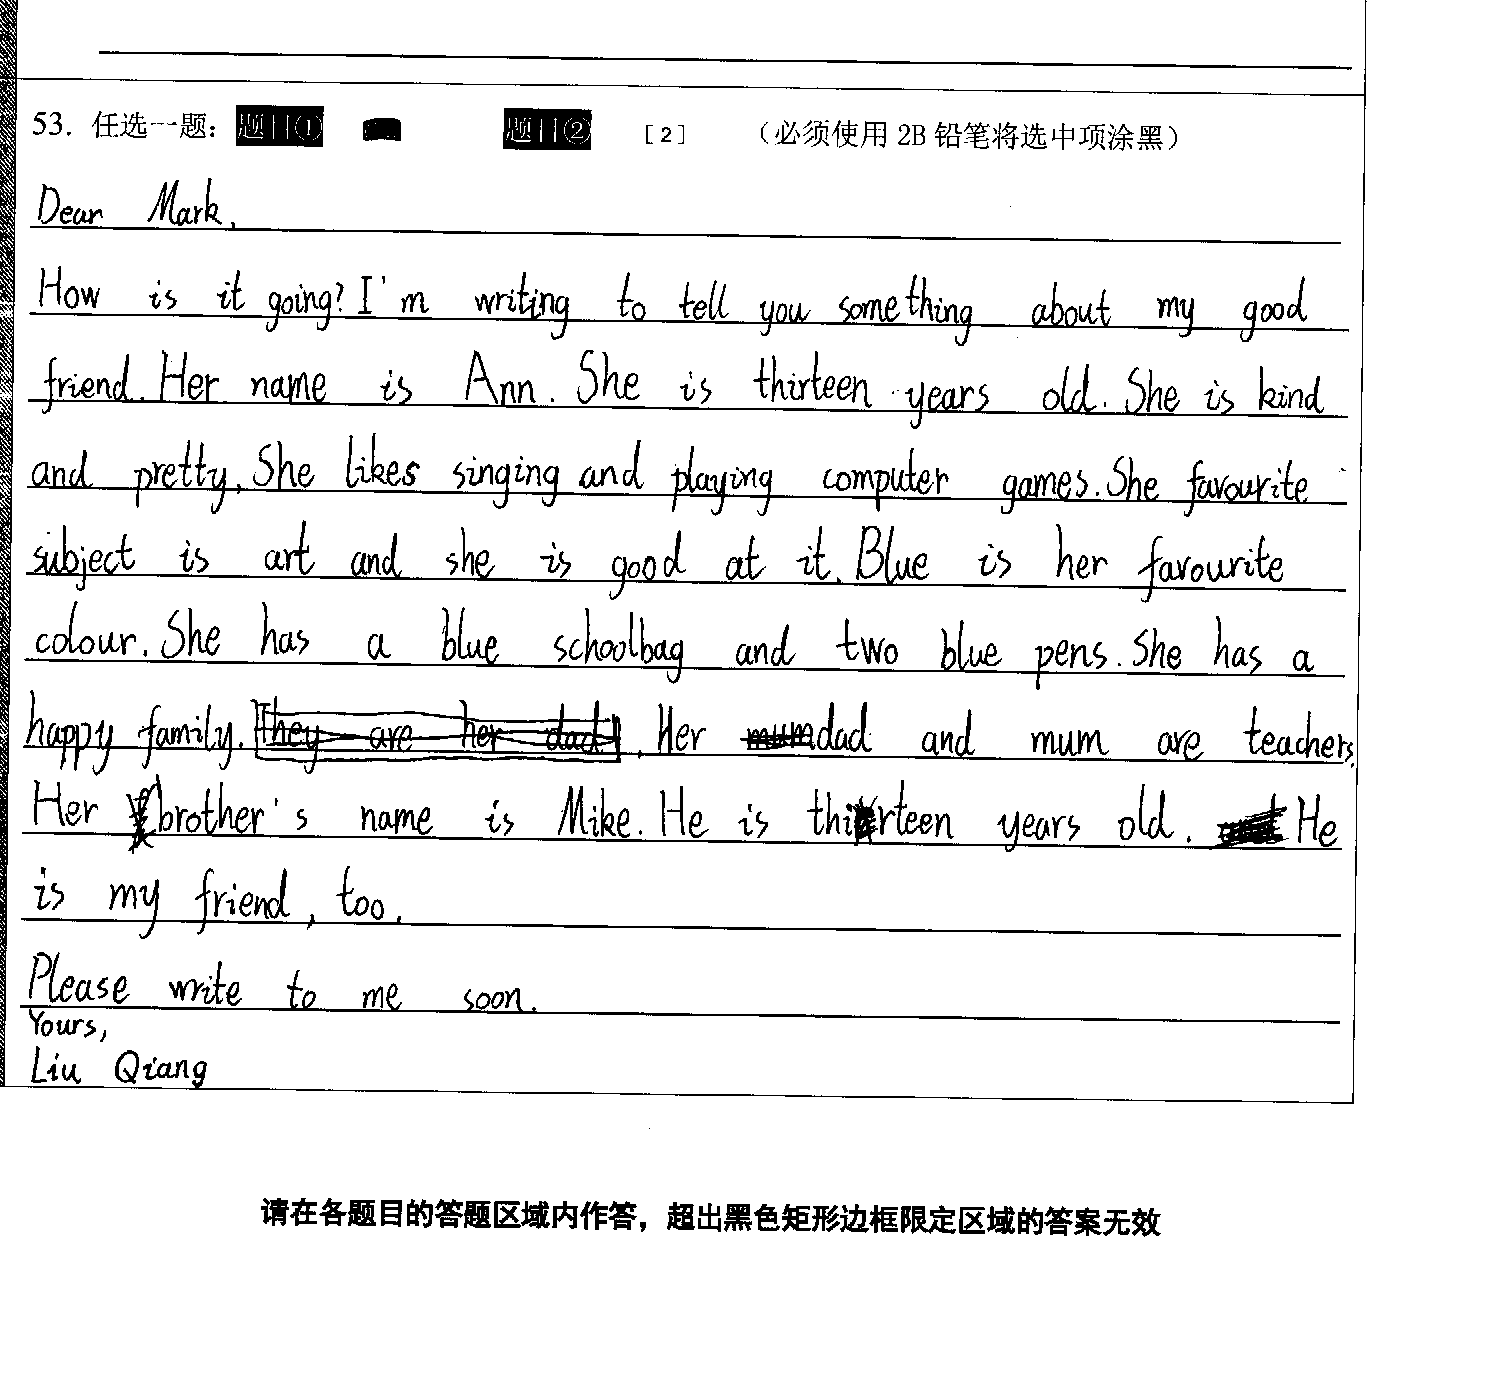 53. 任选一题: 题目① 题目② [2] (必须使用 2B 铅笔将选中项涂黑)
Dear Mark,
How is it going? I'm writing to tell you something about my good
friend. Her name is Ann. She is thirteen years old. She is kind
and pretty. She likes singing and playing computer games. She favourite
subject is art and she is good at it. Blue is her favourite
colour. She has a blue schoolbag and two blue pens. She has a
happy family. They are her dad. Her mum dad and mum are teachers.
Her brother's name is Mike. He is thirteen years old. He
is my friend, too.
Please write to me soon.
Yours,
Liu Qiang
请在各题目的答题区域内作答，超出黑色矩形边框限定区域的答案无效